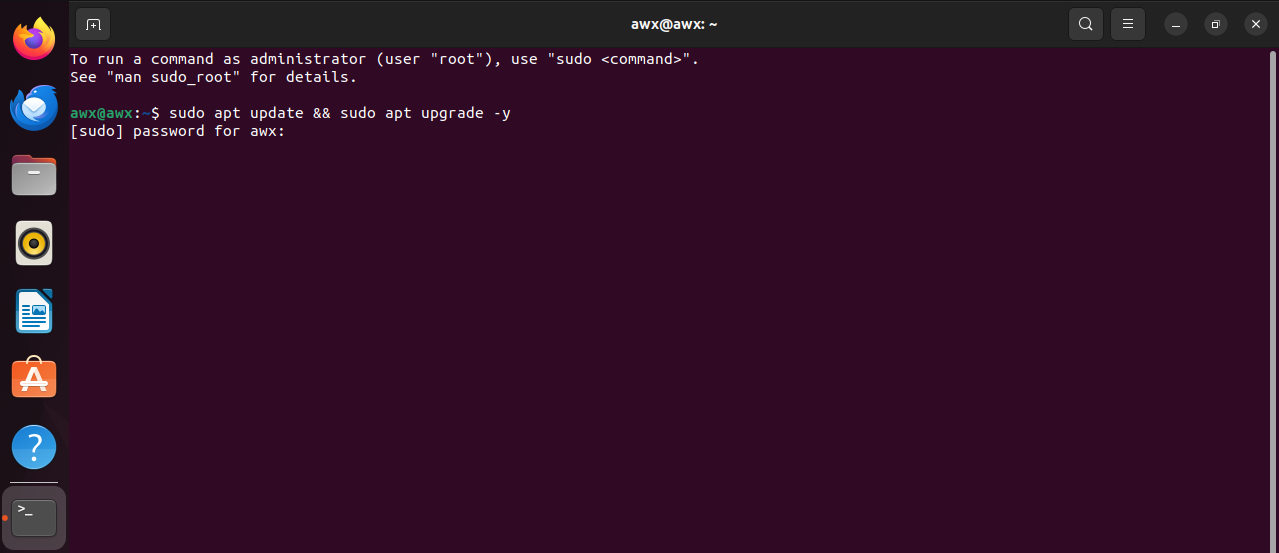 awx@awx: ~
To run a command as administrator (user "root"), use "sudo <command>".
See "man sudo_root" for details.
awx@awx:~$ sudo apt update && sudo apt upgrade -y
[sudo] password for awx:
?
>_